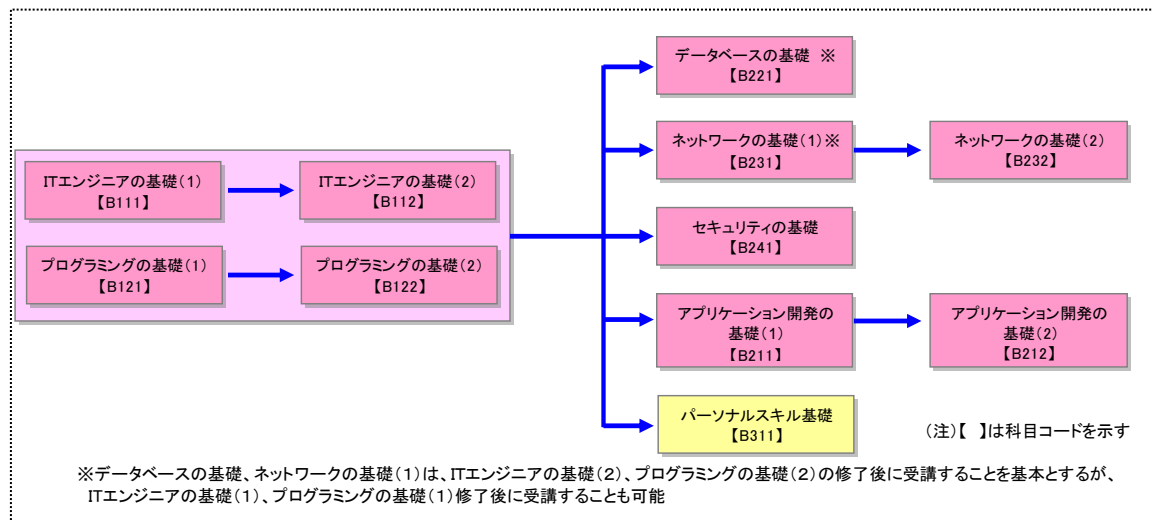 データベースの基礎 ※
【B221】
ネットワークの基礎(1)※
【B231】
ネットワークの基礎(2)
【B232】
ITエンジニアの基礎(1)
【B111】
ITエンジニアの基礎(2)
【B112】
セキュリティの基礎
【B241】
プログラミングの基礎(1)
【B121】
プログラミングの基礎(2)
【B122】
アプリケーション開発の
基礎(1)
【B211】
アプリケーション開発の
基礎(2)
【B212】
パーソナルスキル基礎
【B311】
(注)【 】は科目コードを示す
※データベースの基礎、ネットワークの基礎(1)は、ITエンジニアの基礎(2)、プログラミングの基礎(2)の修了後に受講することを基本とするが、
ITエンジニアの基礎(1)、プログラミングの基礎(1)修了後に受講することも可能